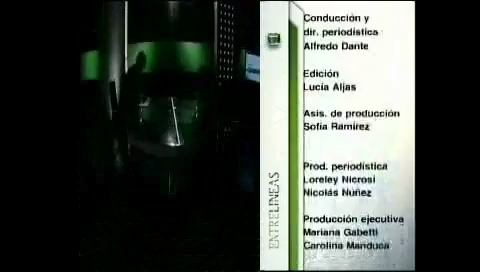 Conducción y
dir. periodística
Alfredo Dante
Edición
Lucía Aljas
Asis. de producción
Sofía Ramírez
Prod. periodística
Loreley Nicrosi
Nicolás Núñez
Producción ejecutiva
Mariana Gabetti
Carolina Manduca
ENTRELINEAS